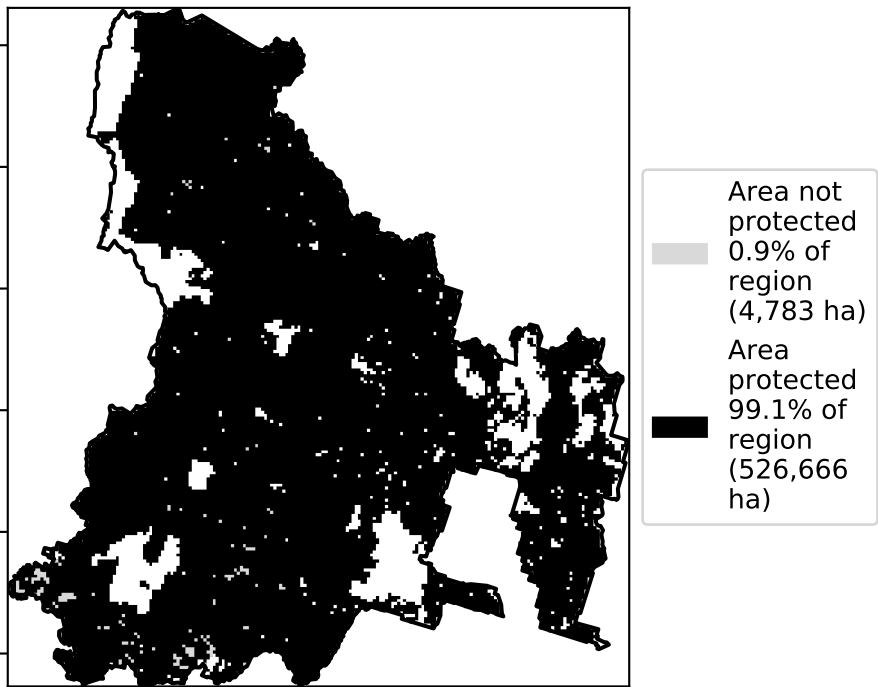 Area not
protected
0.9% of
region
(4,783 ha)
Area
protected
99.1% of
region
(526,666
ha)